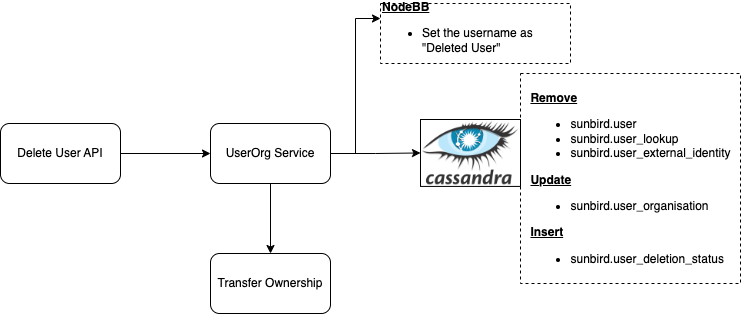 NodeBB
Set the username as
"Deleted User"
Delete User API
UserOrg Service
cassandra
Remove
sunbird.user
sunbird.user_lookup
sunbird.user_external_identity
Update
sunbird.user_organisation
Insert
sunbird.user_deletion_status
Transfer Ownership